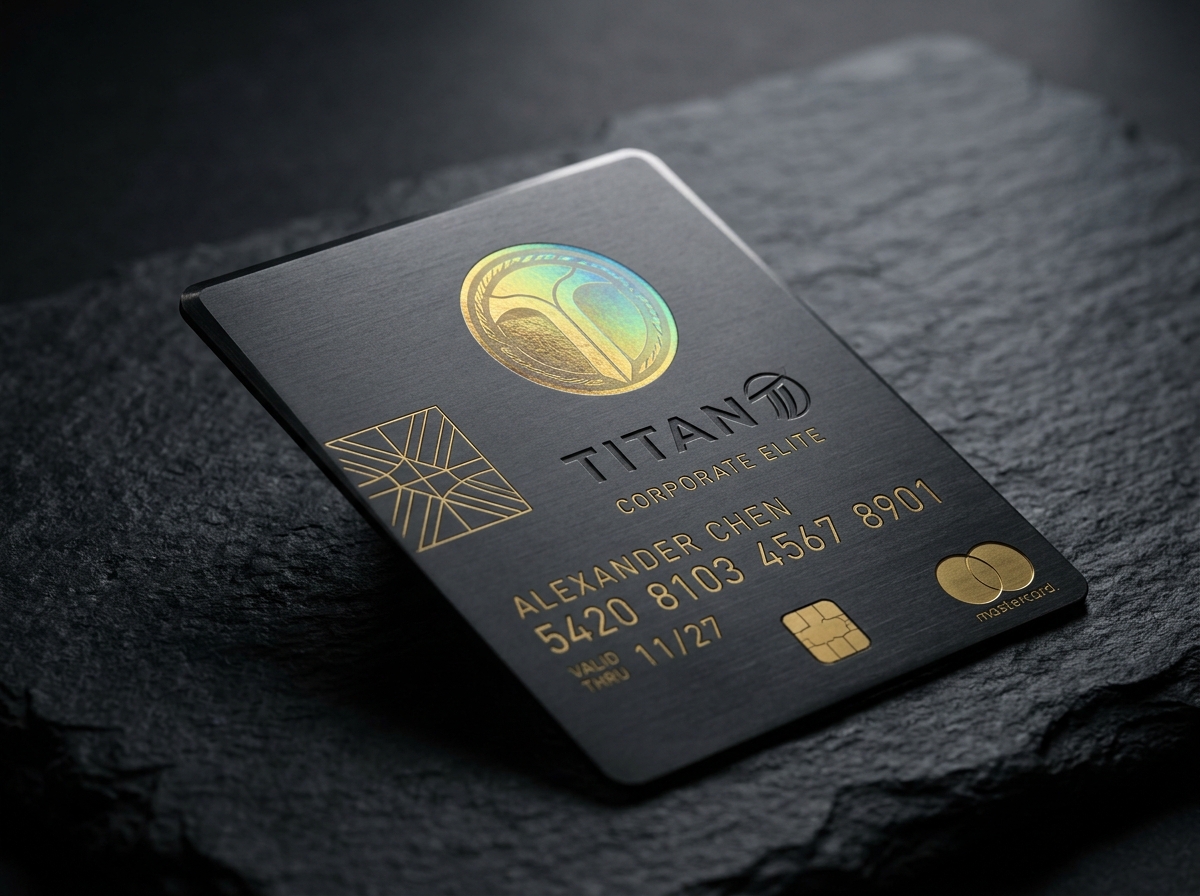 TITAN
CORPORATE ELITE
ALEXANDER CHEN
5420 8103 4567 8901
VALID
THRU 11/27
mastercard.